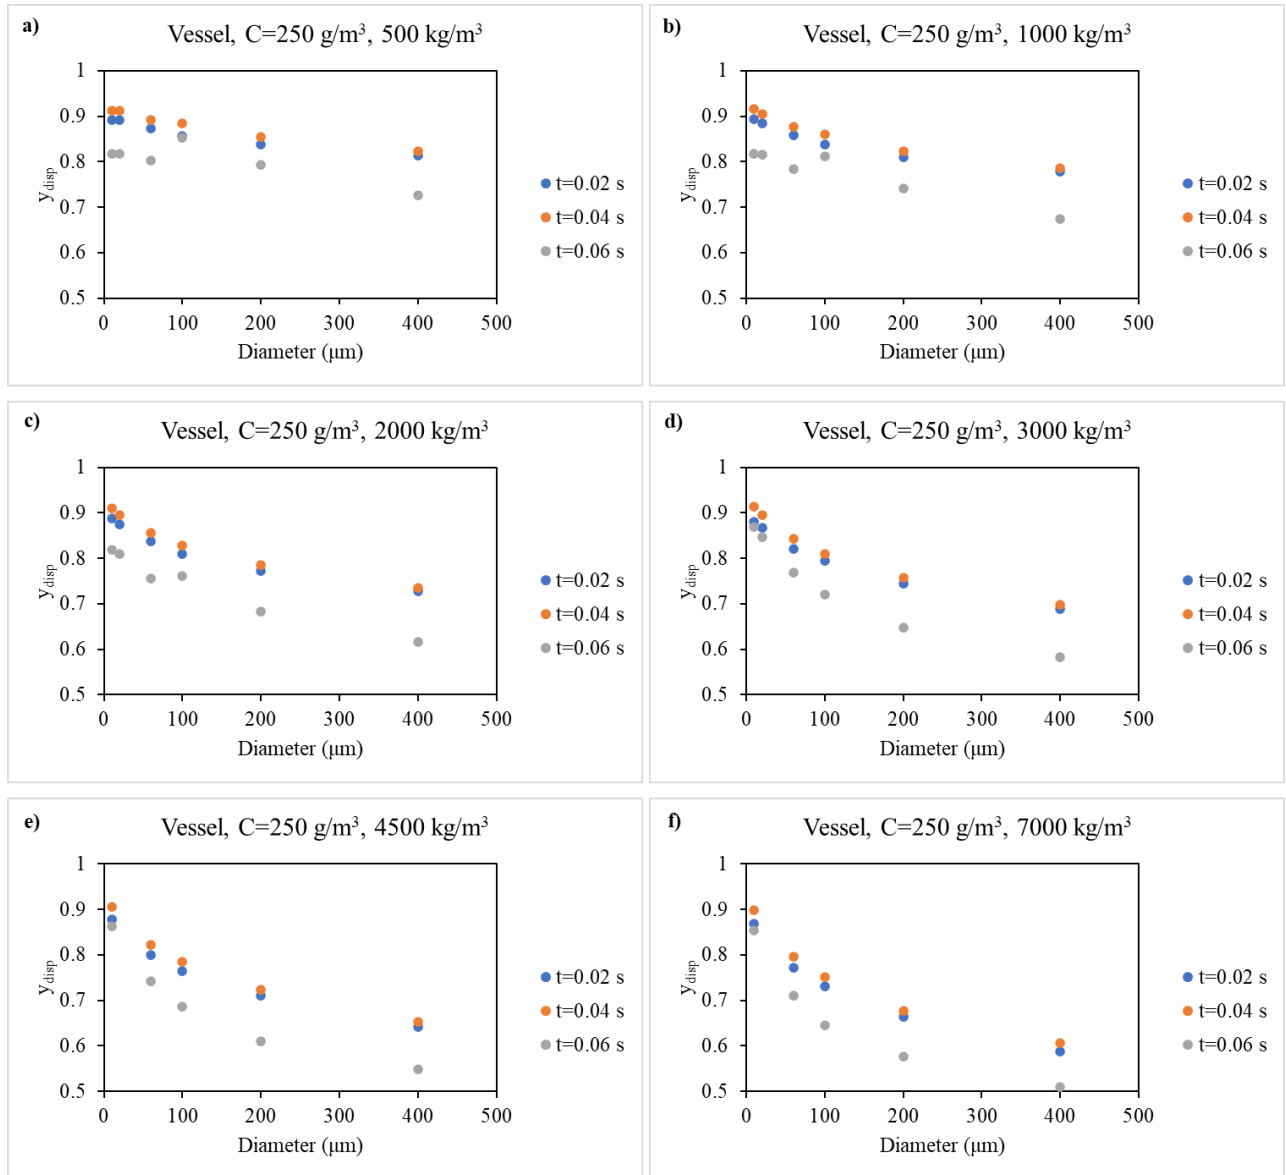 a)
Vessel, C=250 g/m³, 500 kg/m³
1
0.9
0.8
0.7
0.6
0.5
y_disp
0 100 200 300 400 500
Diameter (μm)
t=0.02 s
t=0.04 s
t=0.06 s
b)
Vessel, C=250 g/m³, 1000 kg/m³
1
0.9
0.8
0.7
0.6
0.5
y_disp
0 100 200 300 400 500
Diameter (μm)
t=0.02 s
t=0.04 s
t=0.06 s
c)
Vessel, C=250 g/m³, 2000 kg/m³
1
0.9
0.8
0.7
0.6
0.5
y_disp
0 100 200 300 400 500
Diameter (μm)
t=0.02 s
t=0.04 s
t=0.06 s
d)
Vessel, C=250 g/m³, 3000 kg/m³
1
0.9
0.8
0.7
0.6
0.5
y_disp
0 100 200 300 400 500
Diameter (μm)
t=0.02 s
t=0.04 s
t=0.06 s
e)
Vessel, C=250 g/m³, 4500 kg/m³
1
0.9
0.8
0.7
0.6
0.5
y_disp
0 100 200 300 400 500
Diameter (μm)
t=0.02 s
t=0.04 s
t=0.06 s
f)
Vessel, C=250 g/m³, 7000 kg/m³
1
0.9
0.8
0.7
0.6
0.5
y_disp
0 100 200 300 400 500
Diameter (μm)
t=0.02 s
t=0.04 s
t=0.06 s